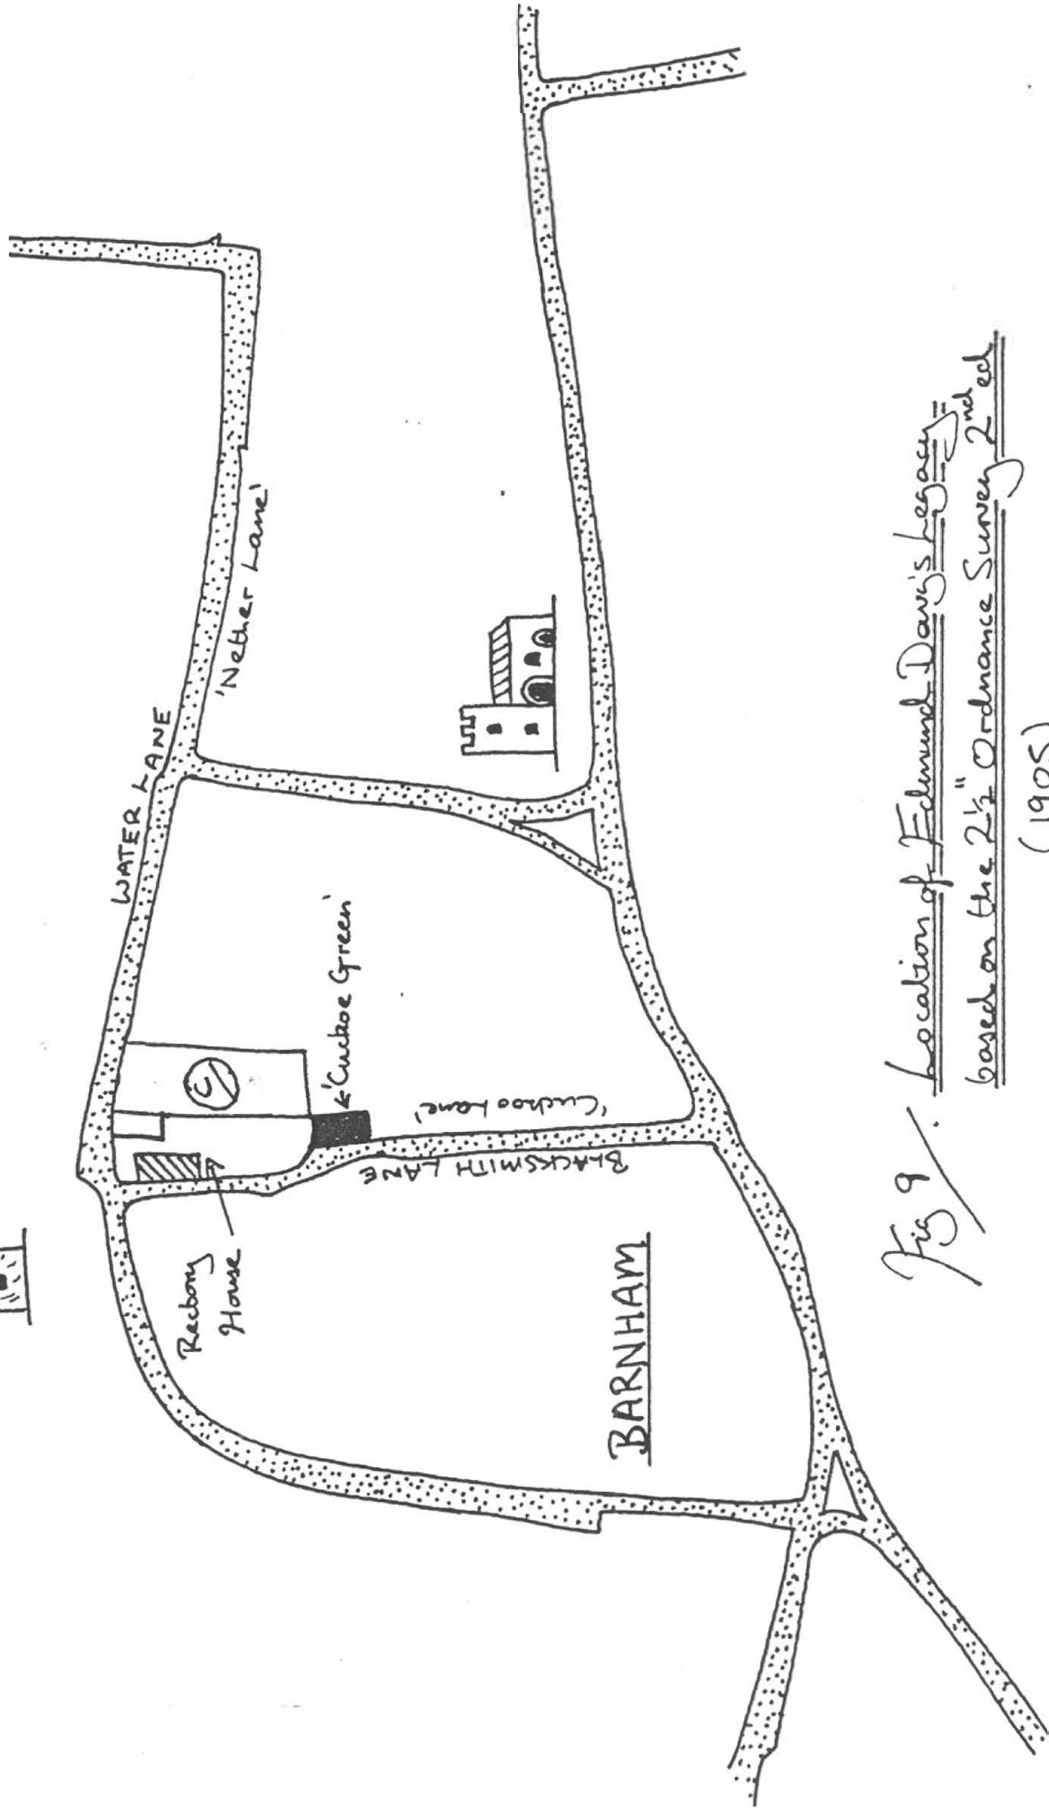 WATER LANE
'Nether Lane'
'Cuckoe Green'
C
Rectory
House
'Cuckoo Lane'
BLACKSMITH LANE
BARNHAM
Fig 9. Location of Edmund Davy's Legacy
based on the 2½" Ordnance Survey 2nd ed
(1905)